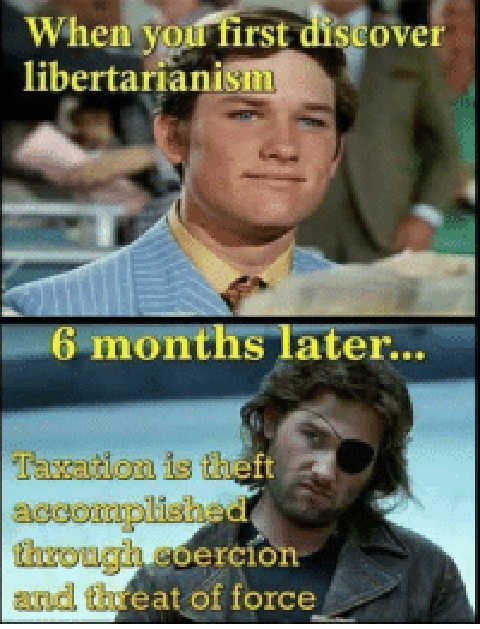 When you first discover
libertarianism
6 months later...
Taxation is theft
accomplished
through coercion
and threat of force